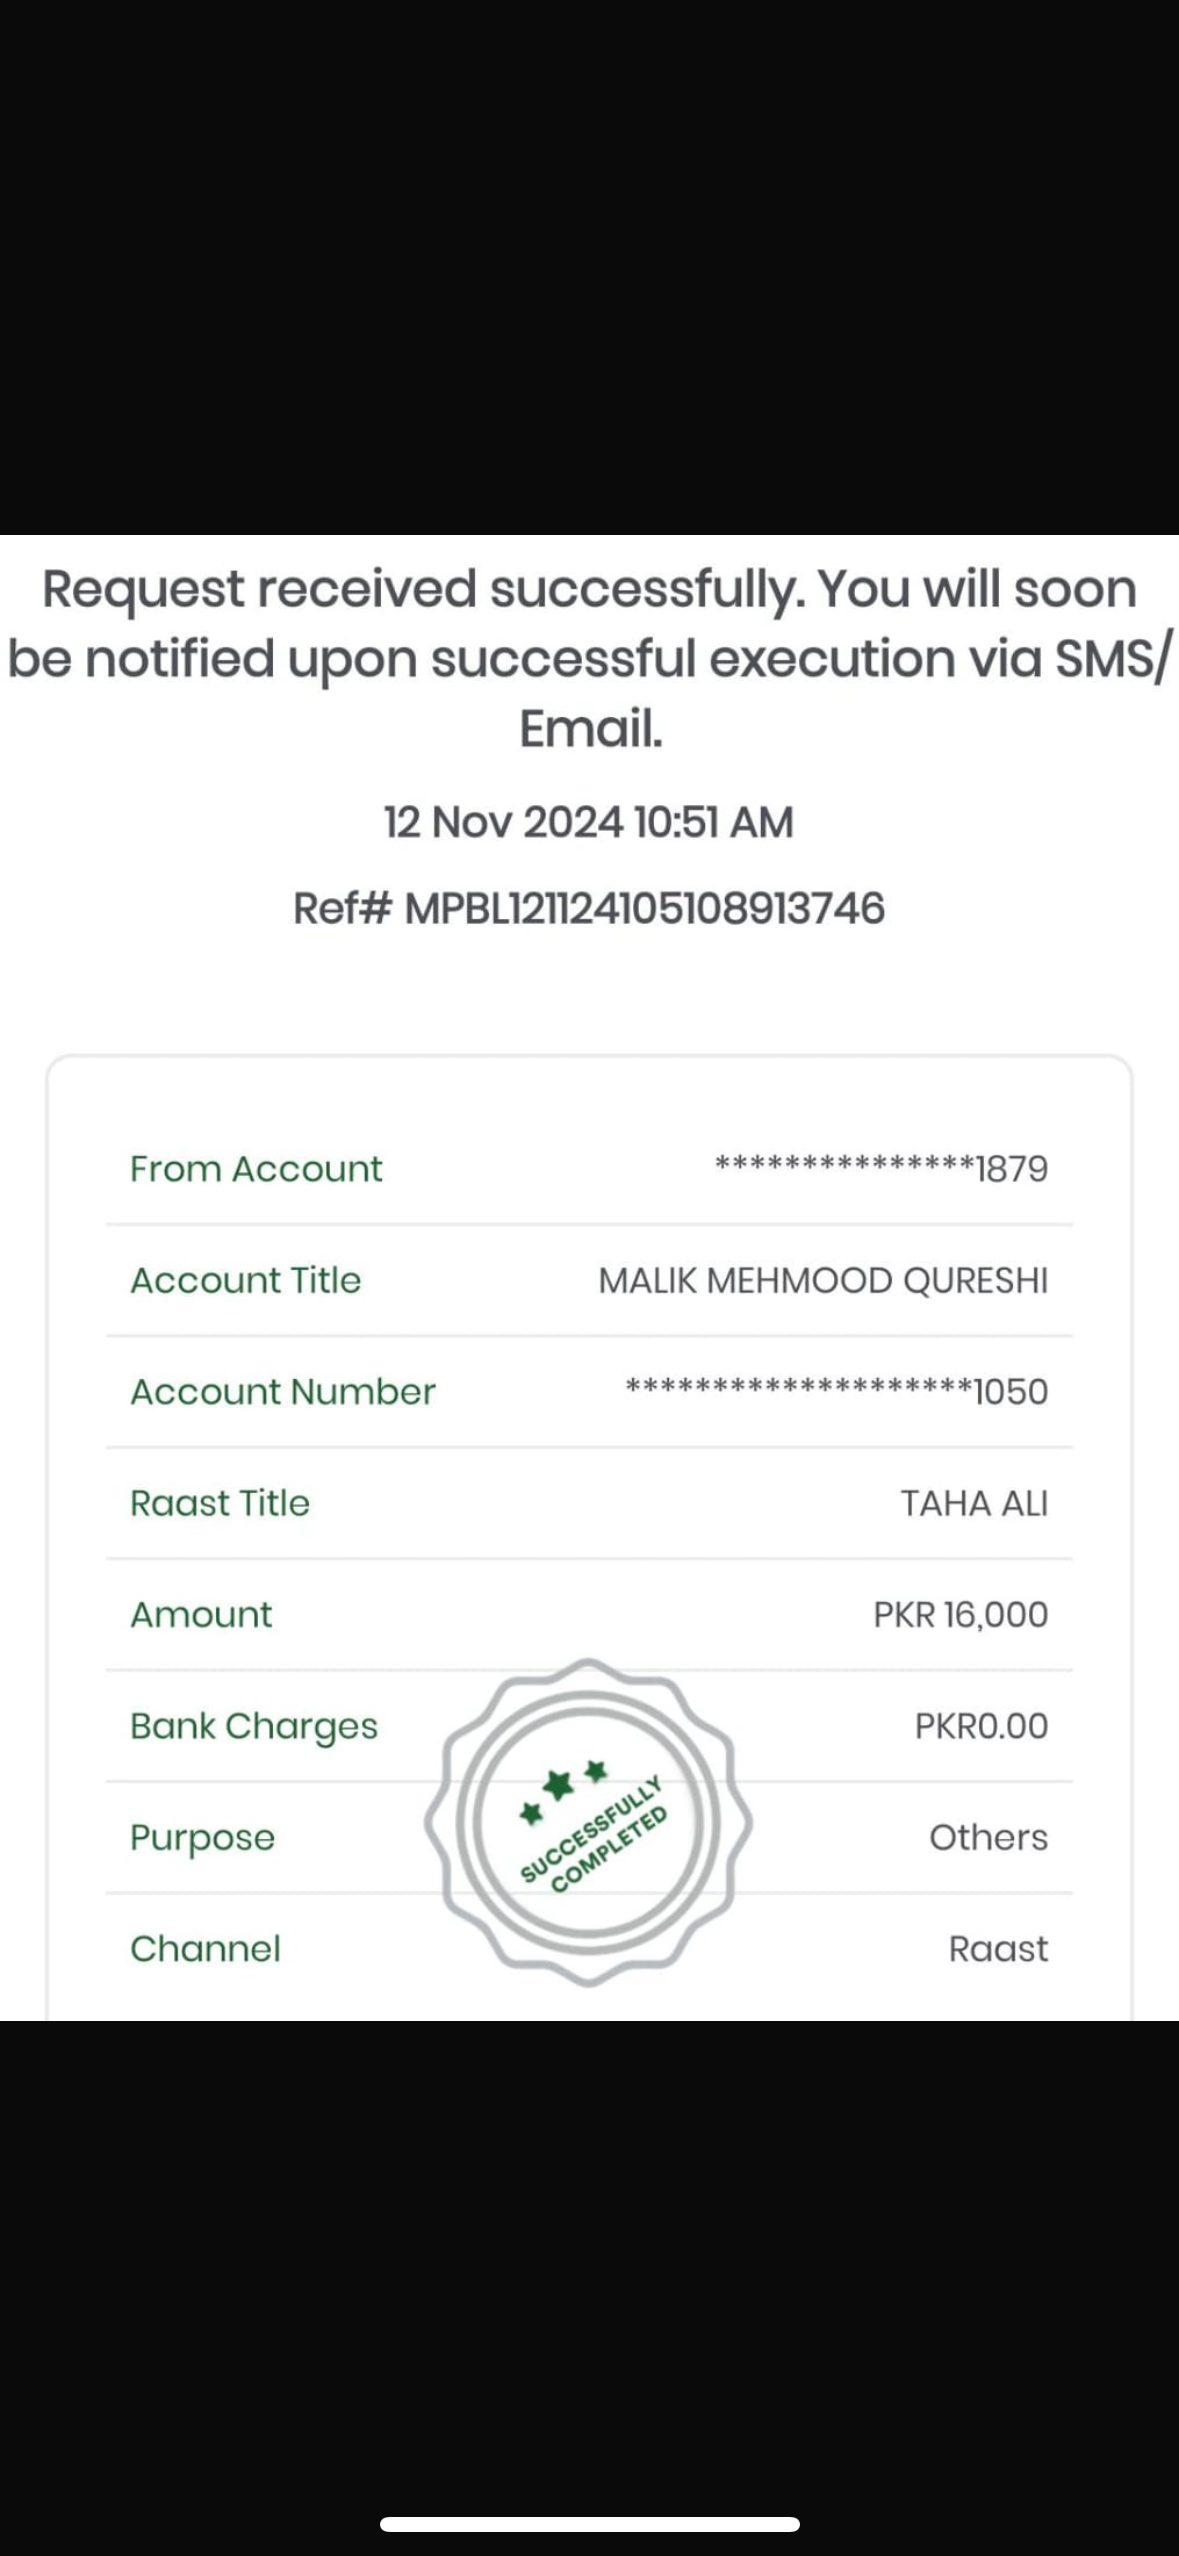 Request received successfully. You will soon
be notified upon successful execution via SMS/
Email.
12 Nov 2024 10:51 AM
Ref# MPBL121124105108913746
From Account ***************1879
Account Title MALIK MEHMOOD QURESHI
Account Number ********************1050
Raast Title TAHA ALI
Amount PKR 16,000
Bank Charges PKR0.00
SUCCESSFULLY
COMPLETED
Purpose Others
Channel Raast